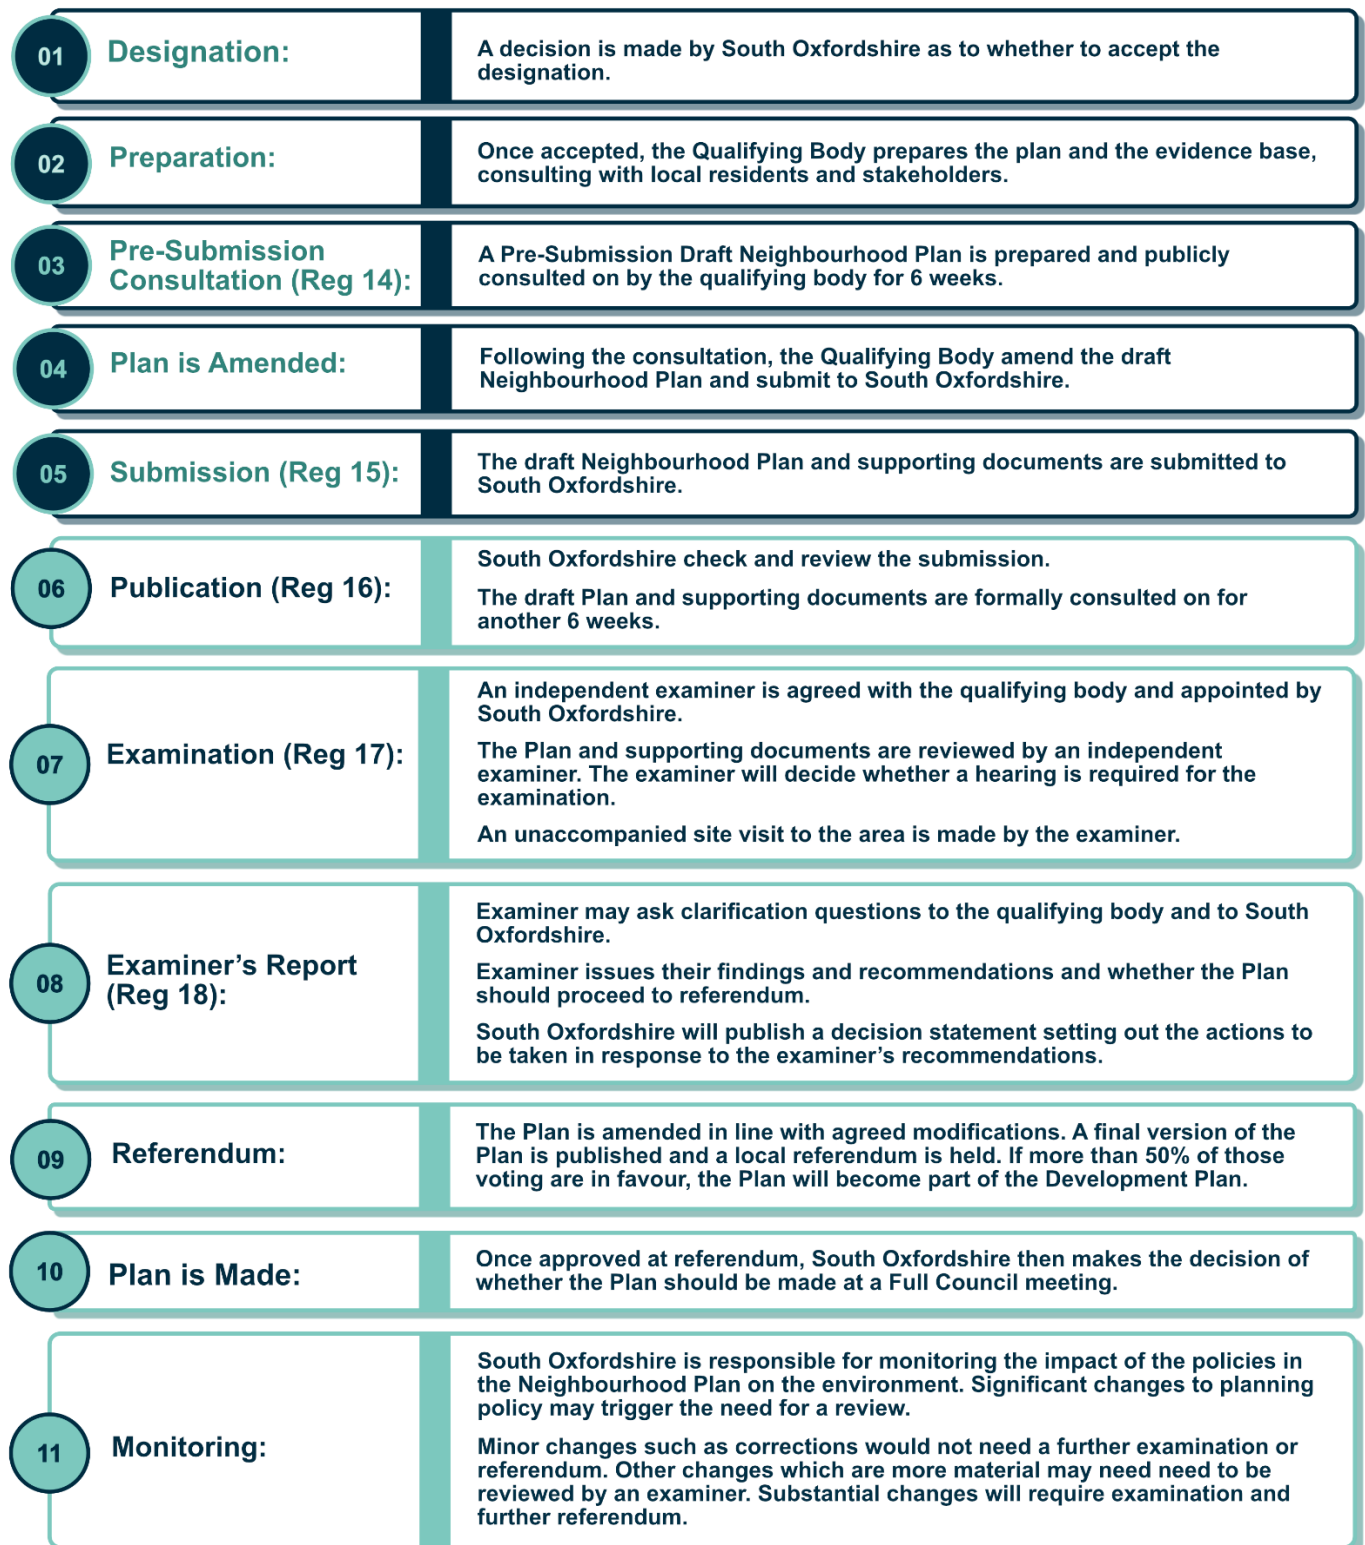 01
Designation:
A decision is made by South Oxfordshire as to whether to accept the
designation.
02
Preparation:
Once accepted, the Qualifying Body prepares the plan and the evidence base,
consulting with local residents and stakeholders.
03
Pre-Submission
Consultation (Reg 14):
A Pre-Submission Draft Neighbourhood Plan is prepared and publicly
consulted on by the qualifying body for 6 weeks.
04
Plan is Amended:
Following the consultation, the Qualifying Body amend the draft
Neighbourhood Plan and submit to South Oxfordshire.
05
Submission (Reg 15):
The draft Neighbourhood Plan and supporting documents are submitted to
South Oxfordshire.
06
Publication (Reg 16):
South Oxfordshire check and review the submission.
The draft Plan and supporting documents are formally consulted on for
another 6 weeks.
07
Examination (Reg 17):
An independent examiner is agreed with the qualifying body and appointed by
South Oxfordshire.
The Plan and supporting documents are reviewed by an independent
examiner. The examiner will decide whether a hearing is required for the
examination.
An unaccompanied site visit to the area is made by the examiner.
08
Examiner’s Report
(Reg 18):
Examiner may ask clarification questions to the qualifying body and to South
Oxfordshire.
Examiner issues their findings and recommendations and whether the Plan
should proceed to referendum.
South Oxfordshire will publish a decision statement setting out the actions to
be taken in response to the examiner’s recommendations.
09
Referendum:
The Plan is amended in line with agreed modifications. A final version of the
Plan is published and a local referendum is held. If more than 50% of those
voting are in favour, the Plan will become part of the Development Plan.
10
Plan is Made:
Once approved at referendum, South Oxfordshire then makes the decision of
whether the Plan should be made at a Full Council meeting.
11
Monitoring:
South Oxfordshire is responsible for monitoring the impact of the policies in
the Neighbourhood Plan on the environment. Significant changes to planning
policy may trigger the need for a review.
Minor changes such as corrections would not need a further examination or
referendum. Other changes which are more material may need need to be
reviewed by an examiner. Substantial changes will require examination and
further referendum.